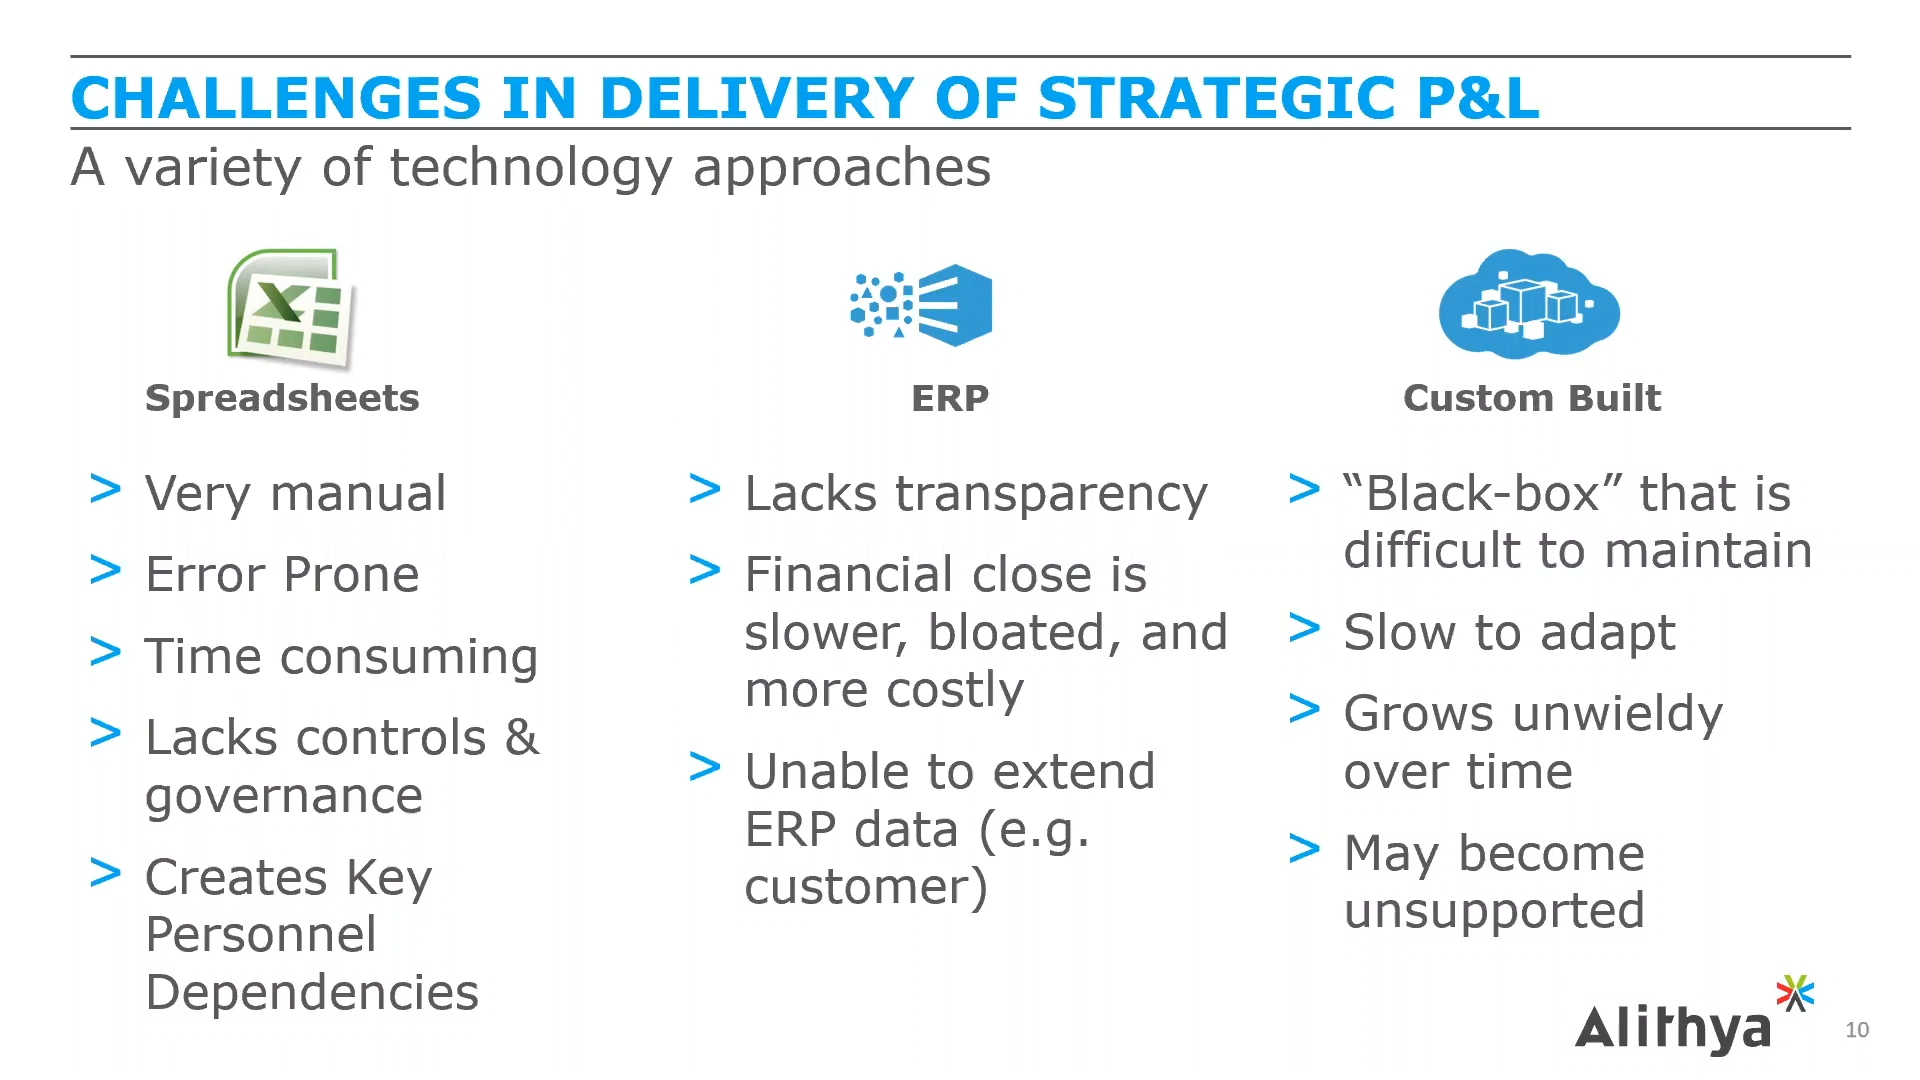 CHALLENGES IN DELIVERY OF STRATEGIC P&L
A variety of technology approaches
Spreadsheets
> Very manual
> Error Prone
> Time consuming
> Lacks controls &
governance
> Creates Key
Personnel
Dependencies
ERP
> Lacks transparency
> Financial close is
slower, bloated, and
more costly
> Unable to extend
ERP data (e.g.
customer)
Custom Built
> “Black-box” that is
difficult to maintain
> Slow to adapt
> Grows unwieldy
over time
> May become
unsupported
Alithya
10